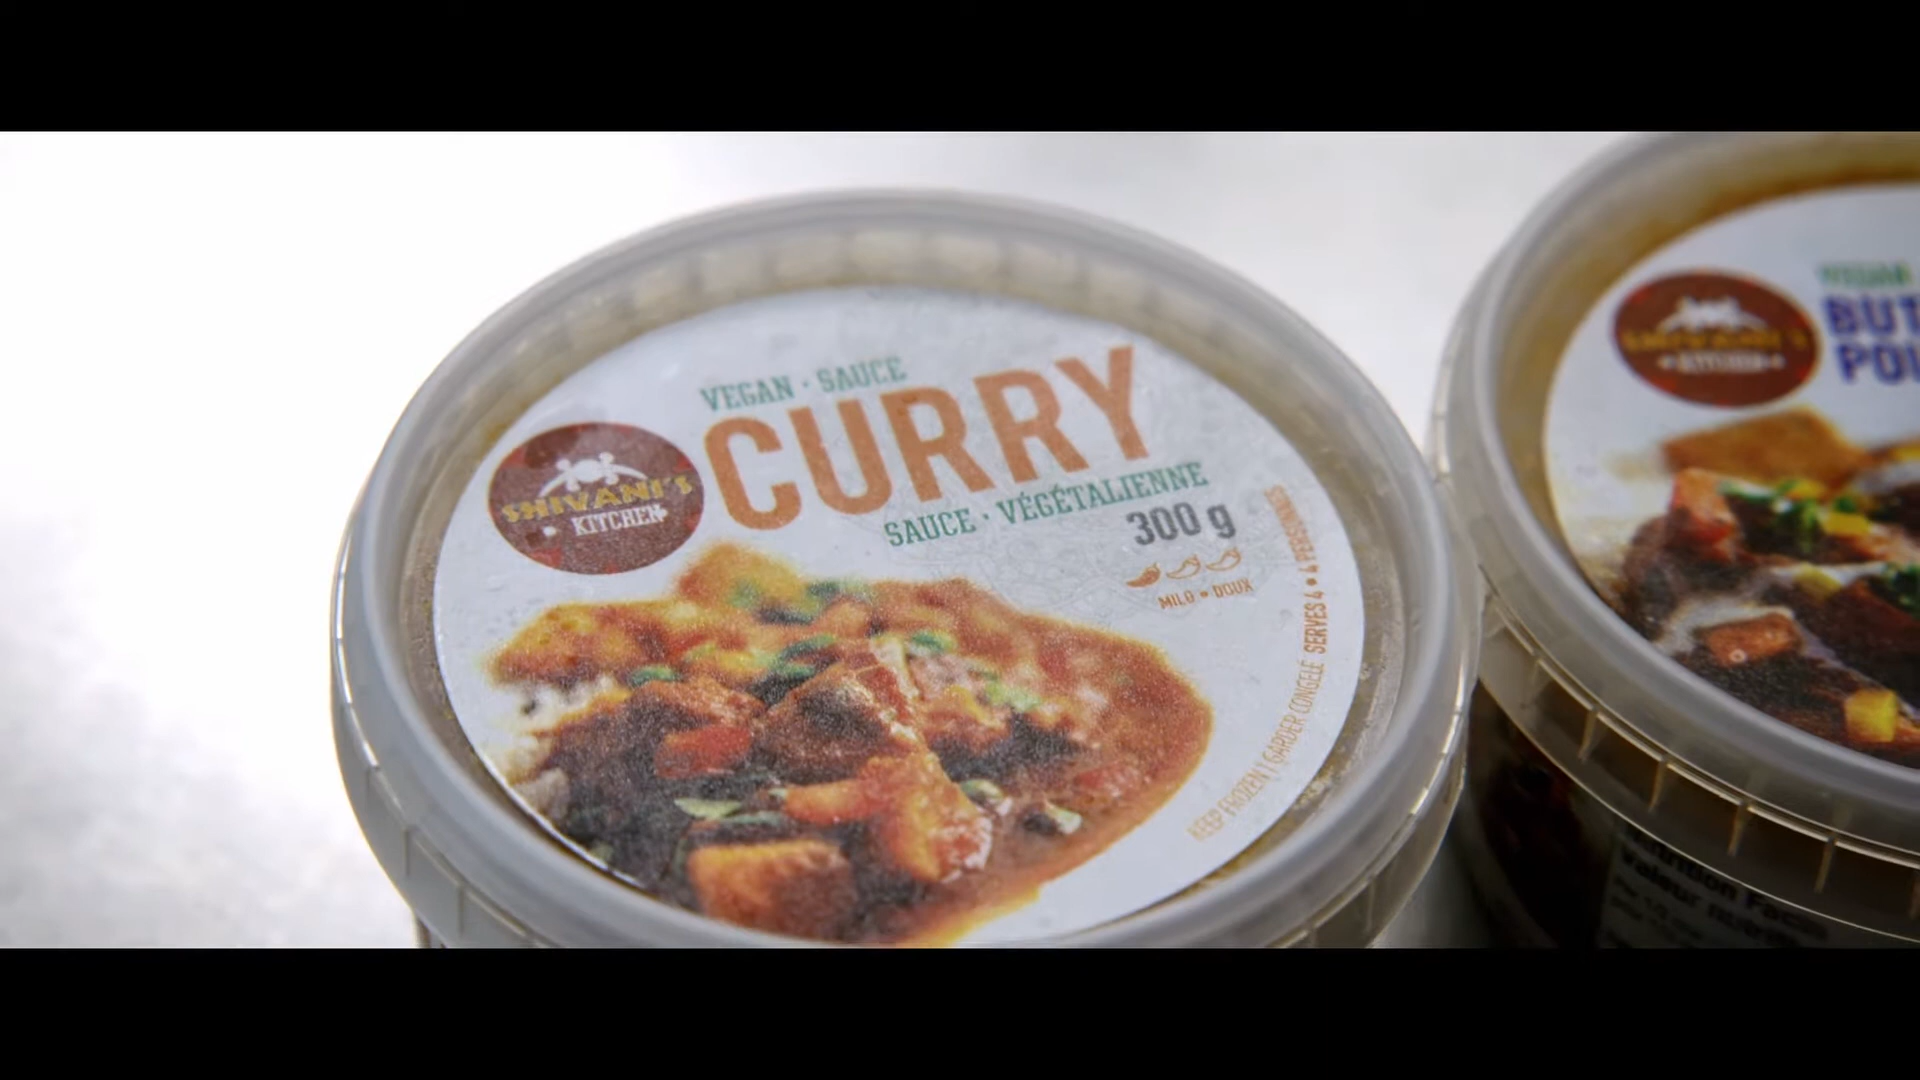 VEGAN · SAUCE
CURRY
SAUCE · VÉGÉTALIENNE
300 g
MILD • DOUX
SHIVANI'S
KITCHEN
KEEP FROZEN | GARDER CONGELÉ SERVES 4 • 4 PERSONNES
VEGAN
BUT
SHIVANI'S
KITCHEN
Nutrition Facts
Valeur nutritive